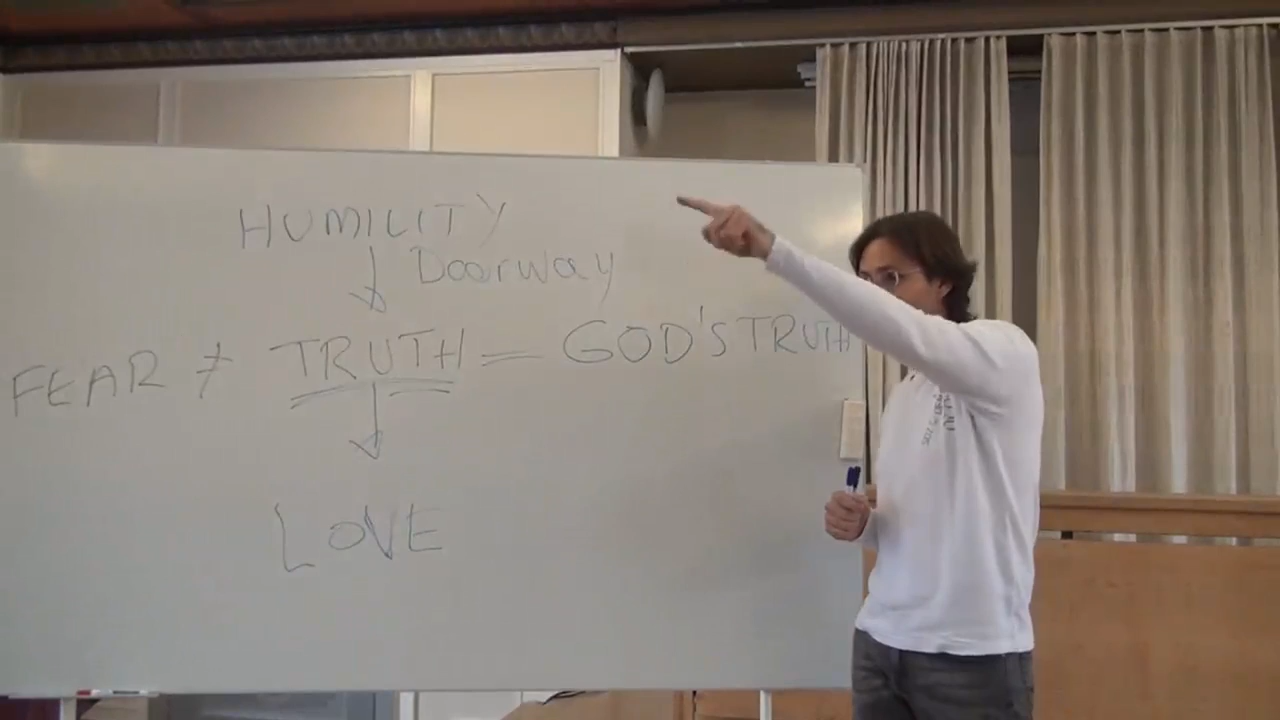 HUMILITY
↓ Doorway
FEAR ≠ TRUTH = GOD'S TRUTH
↓
LOVE